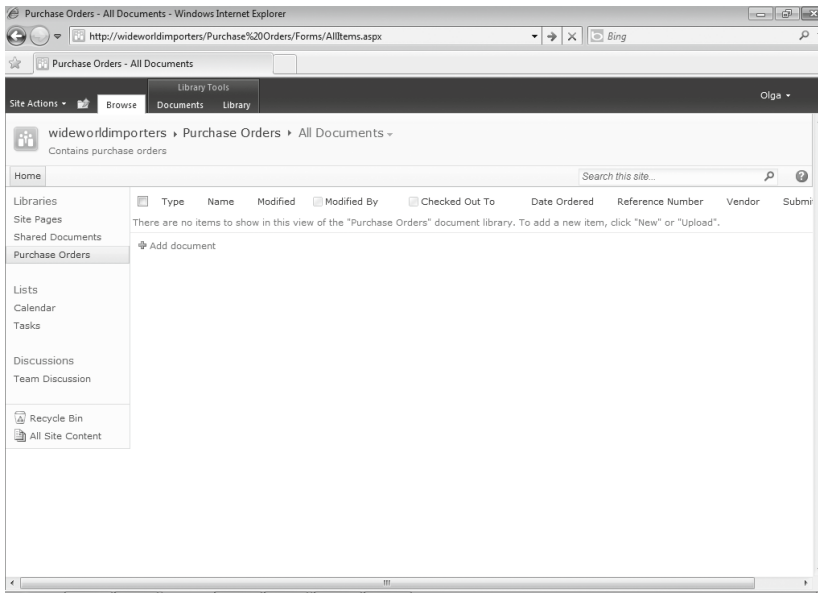 Purchase Orders - All Documents - Windows Internet Explorer
http://wideworldimporters/Purchase%20Orders/Forms/AllItems.aspx
Bing
Purchase Orders - All Documents
Library Tools
Site Actions
Browse
Documents
Library
Olga
wideworldimporters ▸ Purchase Orders ▸ All Documents
Contains purchase orders
Home
Search this site...
Libraries
Site Pages
Shared Documents
Purchase Orders
Lists
Calendar
Tasks
Discussions
Team Discussion
Recycle Bin
All Site Content
Type Name Modified Modified By Checked Out To Date Ordered Reference Number Vendor Submi
There are no items to show in this view of the "Purchase Orders" document library. To add a new item, click "New" or "Upload".
Add document